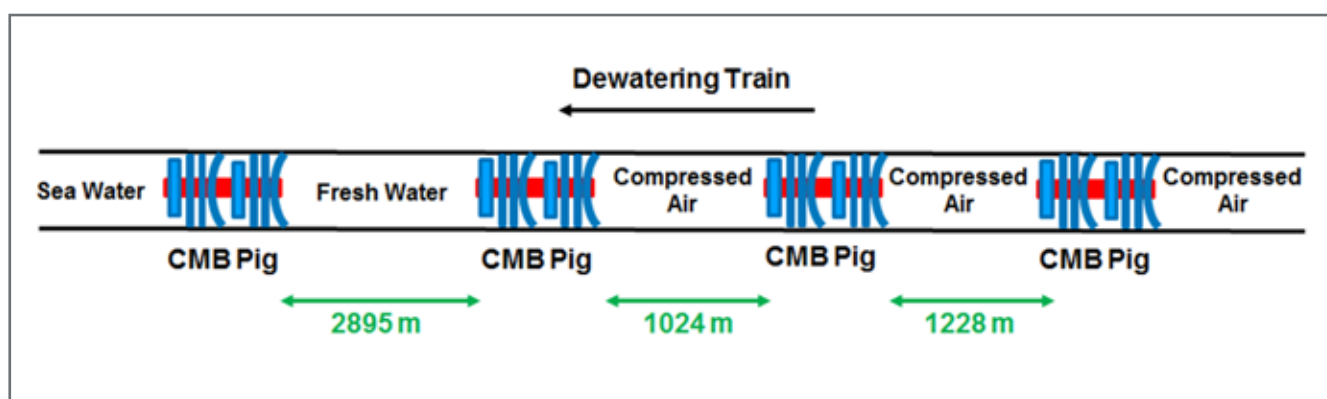 Dewatering Train
Sea Water
Fresh Water
Compressed
Air
Compressed
Air
Compressed
Air
CMB Pig
CMB Pig
CMB Pig
CMB Pig
2895 m
1024 m
1228 m